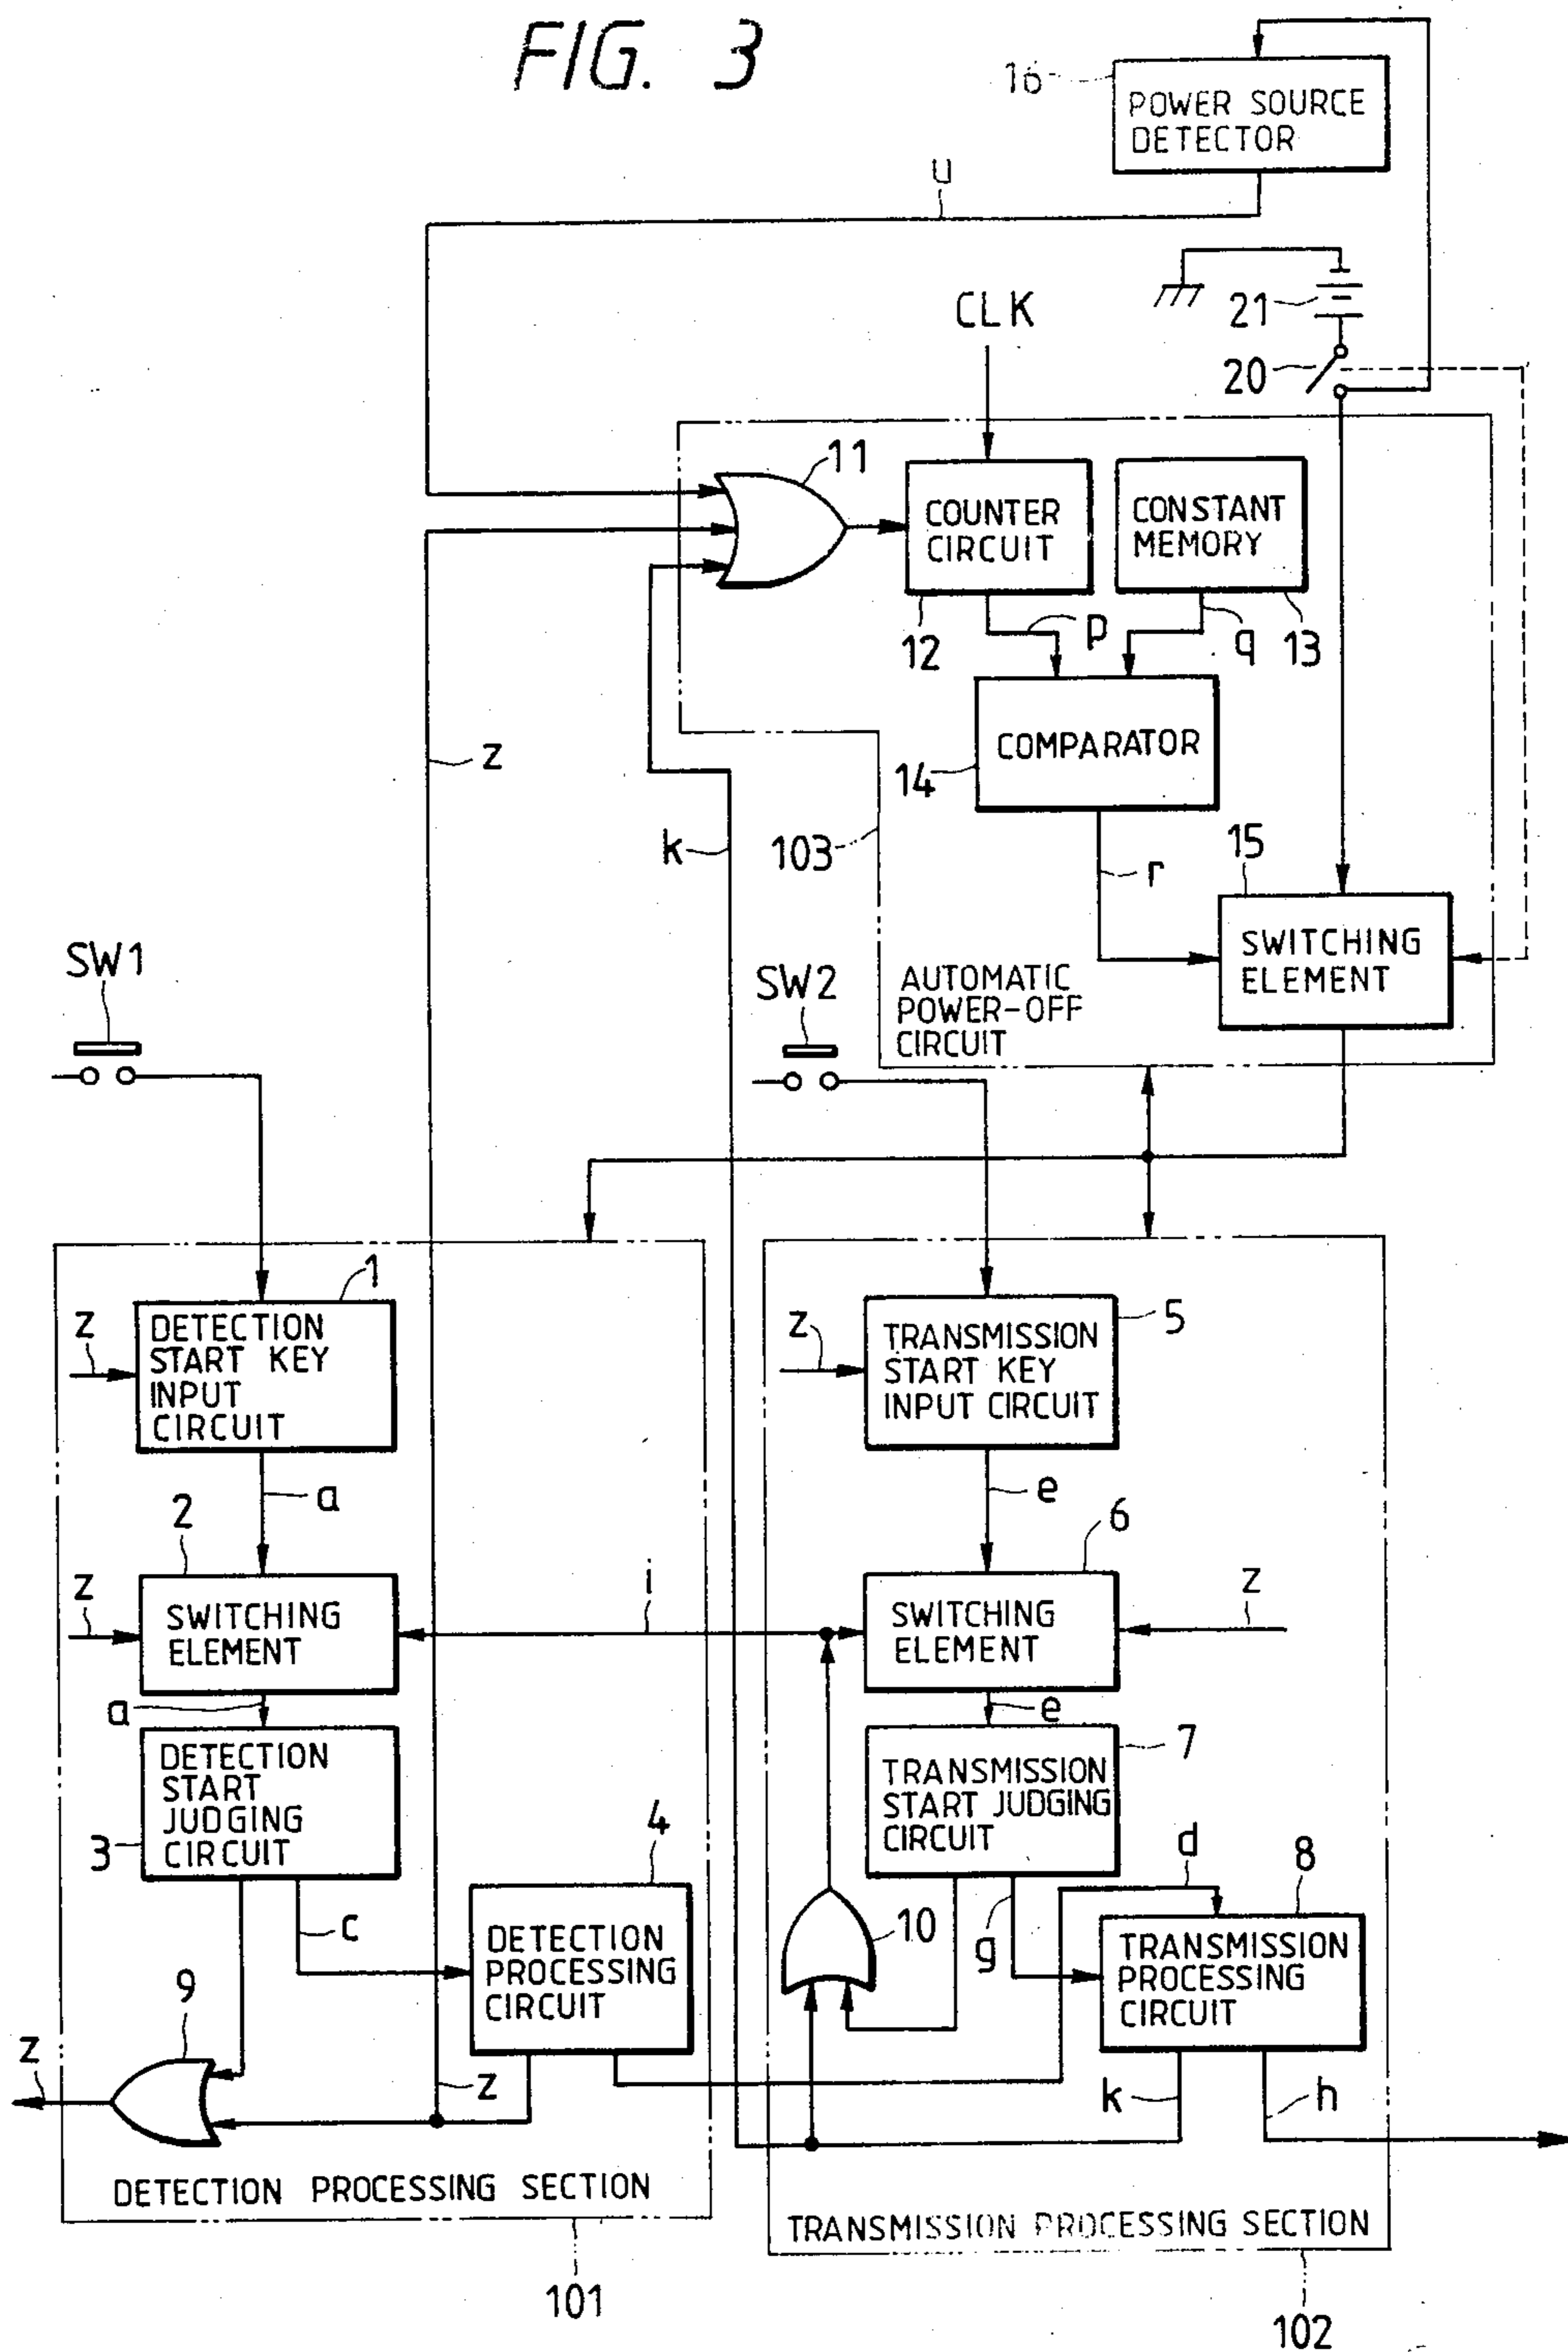 FIG. 3
16
POWER SOURCE
DETECTOR
u
CLK
21
20
11
COUNTER
CIRCUIT
CONSTANT
MEMORY
12
p
q
13
z
COMPARATOR
14
k
103
r
15
SWITCHING
ELEMENT
SW1
SW2
AUTOMATIC
POWER-OFF
CIRCUIT
1
z
DETECTION
START KEY
INPUT
CIRCUIT
5
z
TRANSMISSION
START KEY
INPUT CIRCUIT
a
e
2
6
z
SWITCHING
ELEMENT
i
SWITCHING
ELEMENT
z
a
e
DETECTION
START
JUDGING
CIRCUIT
3
7
TRANSMISSION
START JUDGING
CIRCUIT
4
d
8
c
DETECTION
PROCESSING
CIRCUIT
10
g
TRANSMISSION
PROCESSING
CIRCUIT
9
z
z
k
h
DETECTION PROCESSING SECTION
TRANSMISSION PROCESSING SECTION
101
102